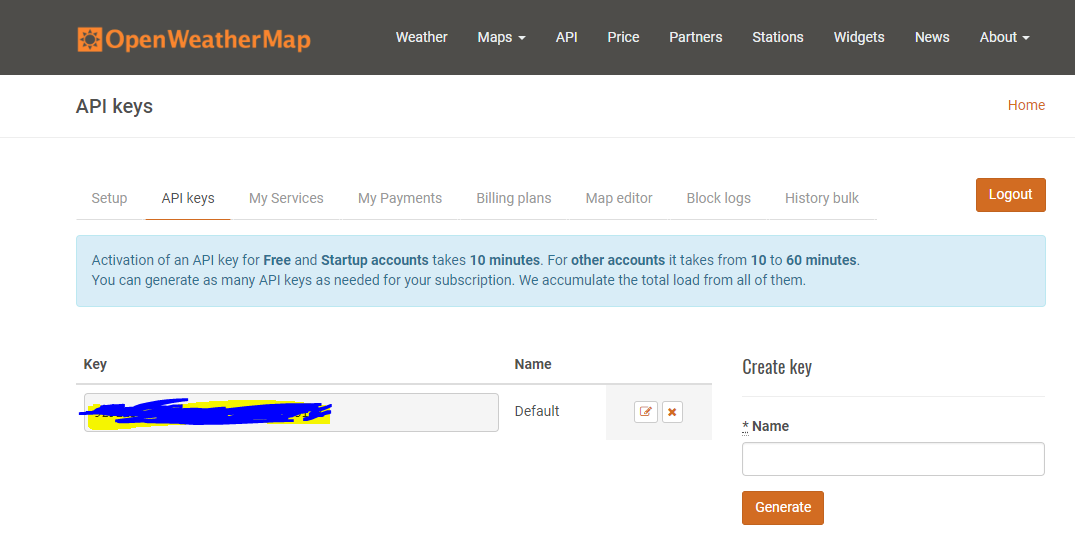 OpenWeatherMap
Weather Maps API Price Partners Stations Widgets News About
API keys
Home
Setup API keys My Services My Payments Billing plans Map editor Block logs History bulk
Logout
Activation of an API key for Free and Startup accounts takes 10 minutes. For other accounts it takes from 10 to 60 minutes.
You can generate as many API keys as needed for your subscription. We accumulate the total load from all of them.
Key Name
Default
Create key
* Name
Generate